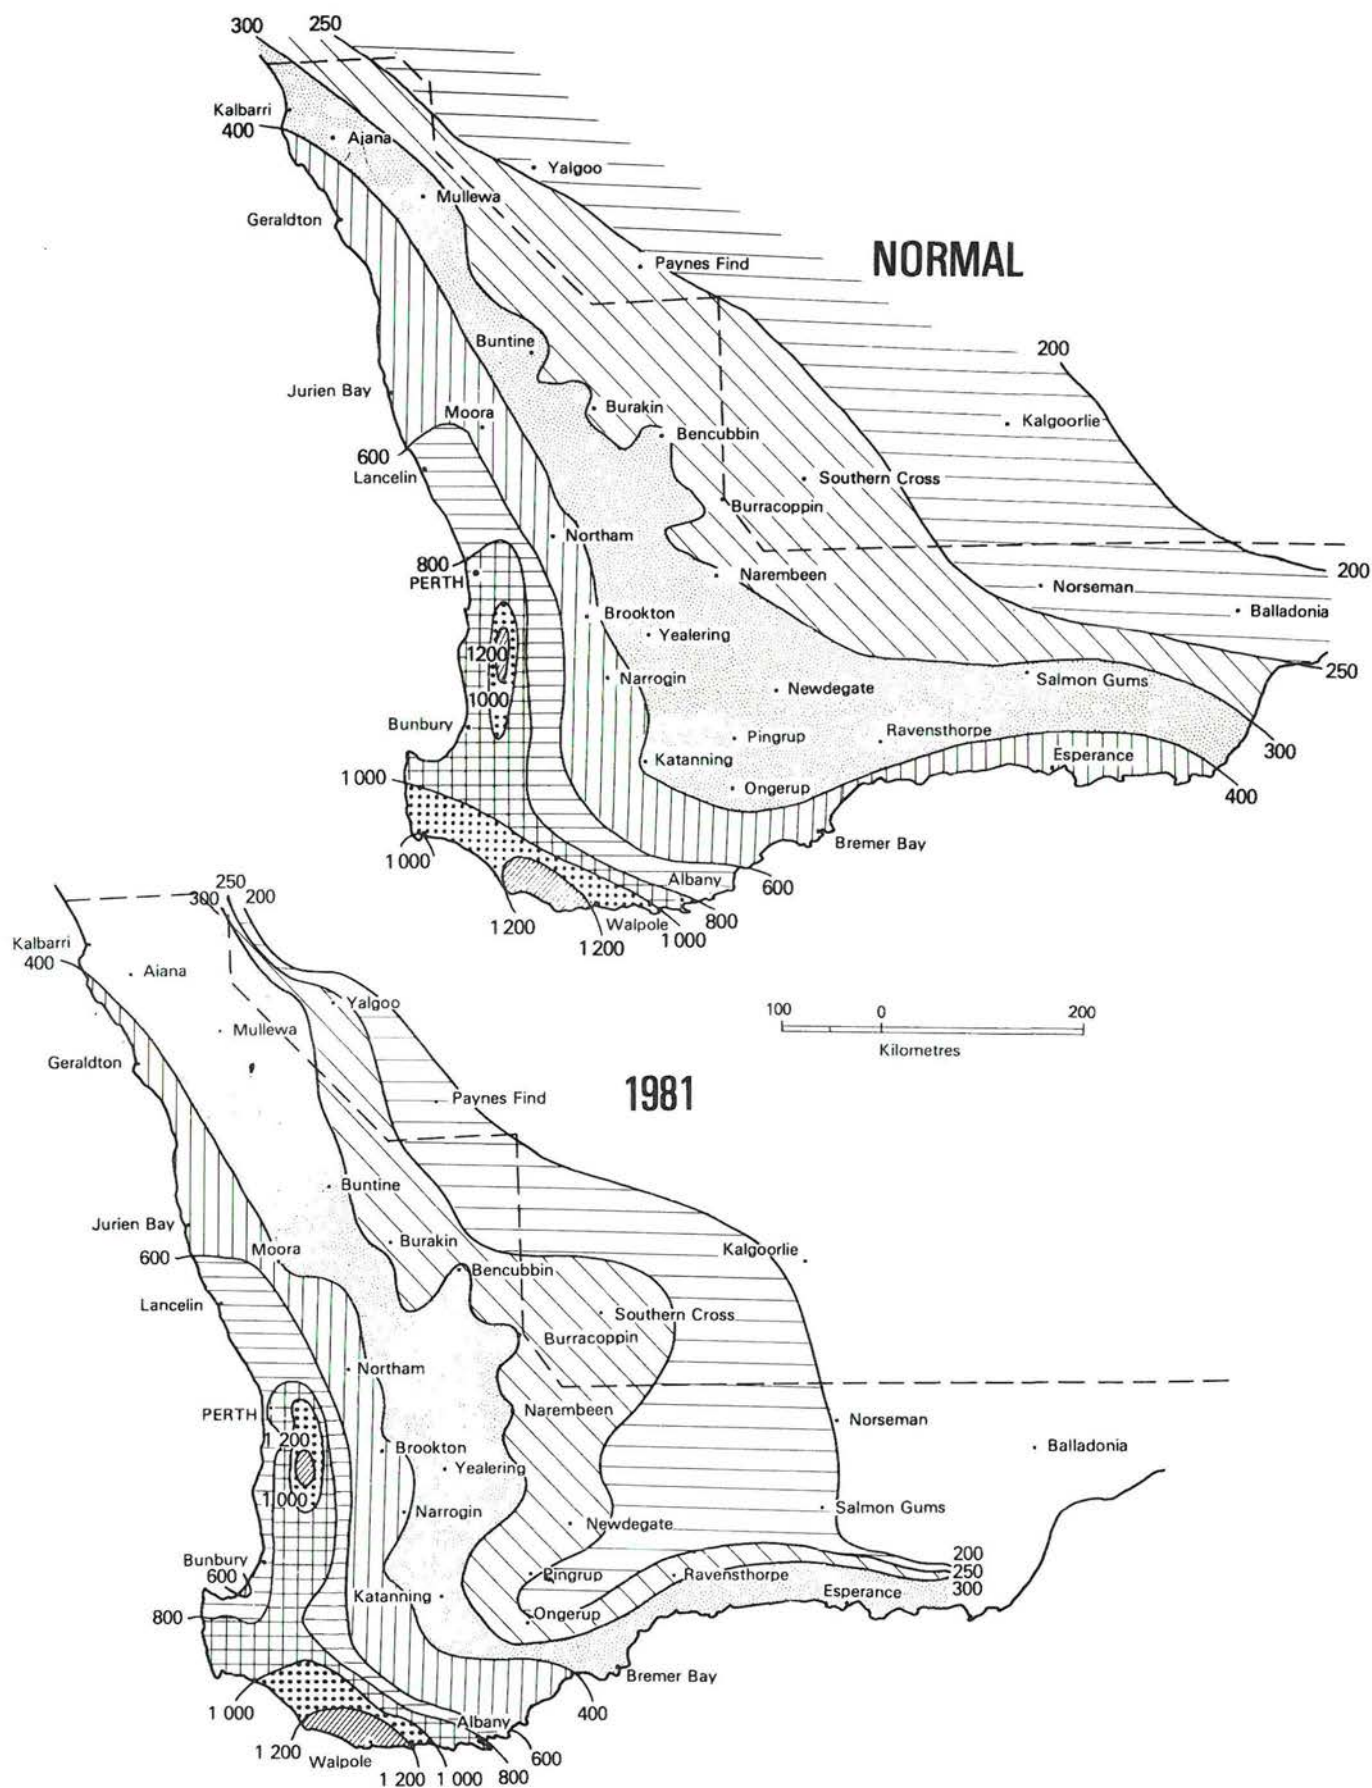 300
250
Kalbarri
400
Ajana
Yalgoo
Mullewa
Geraldton
NORMAL
Paynes Find
Buntine
200
Jurien Bay
Burakin
Moora
Kalgoorlie
Bencubbin
600
Lancelin
Southern Cross
Burracoppin
Northam
800
PERTH
Narembeen
200
Norseman
Brookton
Balladonia
Yealering
1200
250
Narrogin
Salmon Gums
Newdegate
1000
Bunbury
Ravensthorpe
Pingrup
300
Esperance
Katanning
1 000
Ongerup
400
Bremer Bay
1 000
Albany
600
800
Walpole
1 000
1 200
1 200
250
300
200
Kalbarri
400
Aiana
Yalgoo
Mullewa
100
0
200
Kilometres
Geraldton
1981
Paynes Find
Buntine
Jurien Bay
Burakin
Moora
Kalgoorlie
600
Bencubbin
Lancelin
Southern Cross
Burracoppin
Northam
PERTH
Narembeen
Norseman
1 200
Brookton
Balladonia
Yealering
1,000
Narrogin
Salmon Gums
Newdegate
200
Bunbury
250
600
Pingrup
Ravensthorpe
300
Esperance
Katanning
800
Ongerup
Bremer Bay
1 000
400
Albany
1 200
600
Walpole
1 200
1 000
800